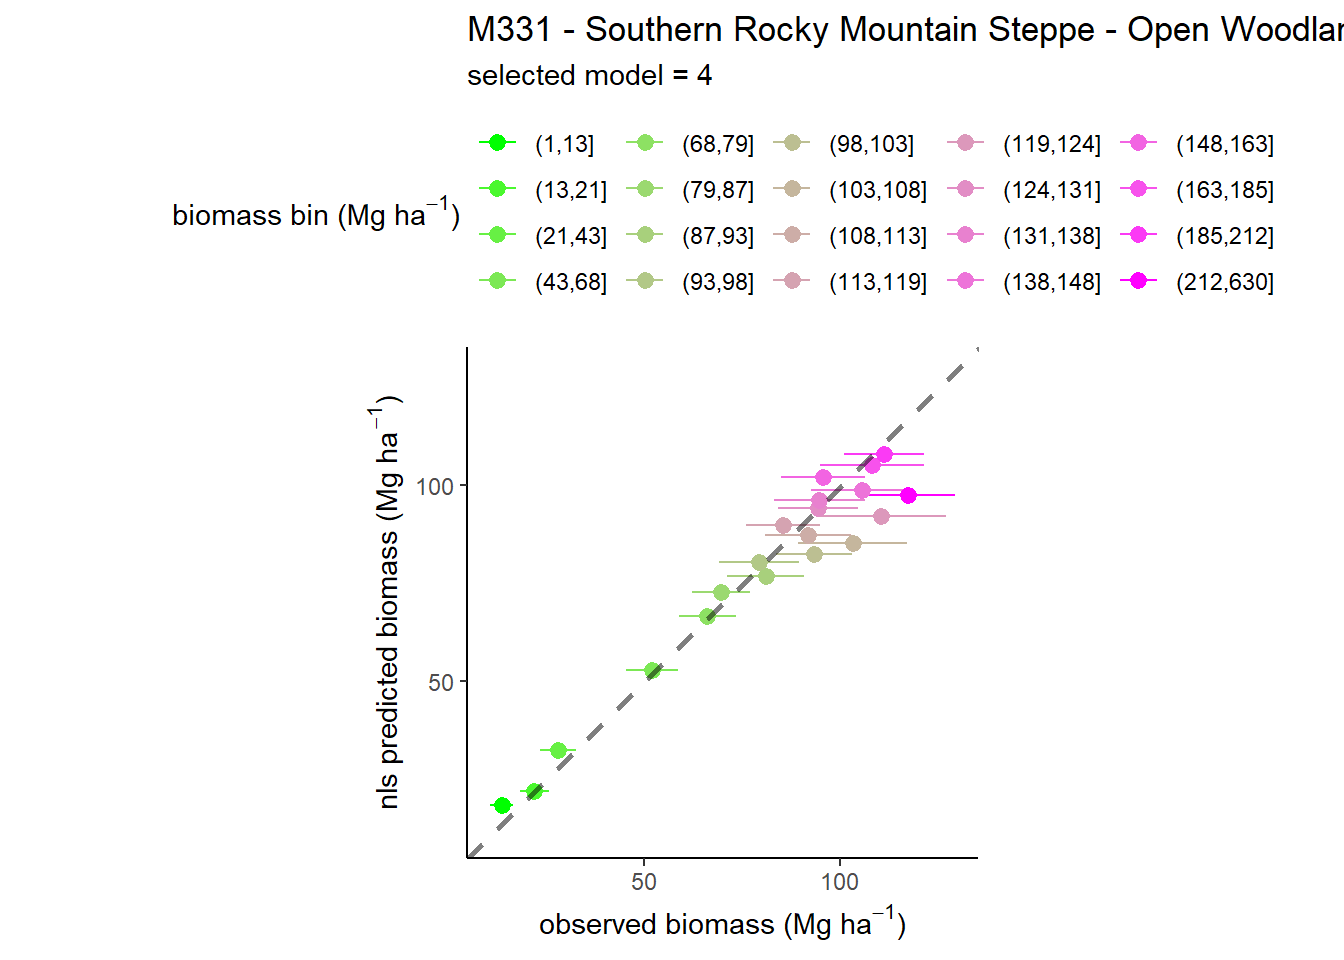 M331 - Southern Rocky Mountain Steppe - Open
selected model = 4
biomass bin (Mg ha⁻¹)
(1,13] (68,79] (98,103] (119,124] (148,163]
(13,21] (79,87] (103,108] (124,131] (163,185]
(21,43] (87,93] (108,113] (131,138] (185,212]
(43,68] (93,98] (113,119] (138,148] (212,630]
nls predicted biomass (Mg ha⁻¹)
100
50
50 100
observed biomass (Mg ha⁻¹)